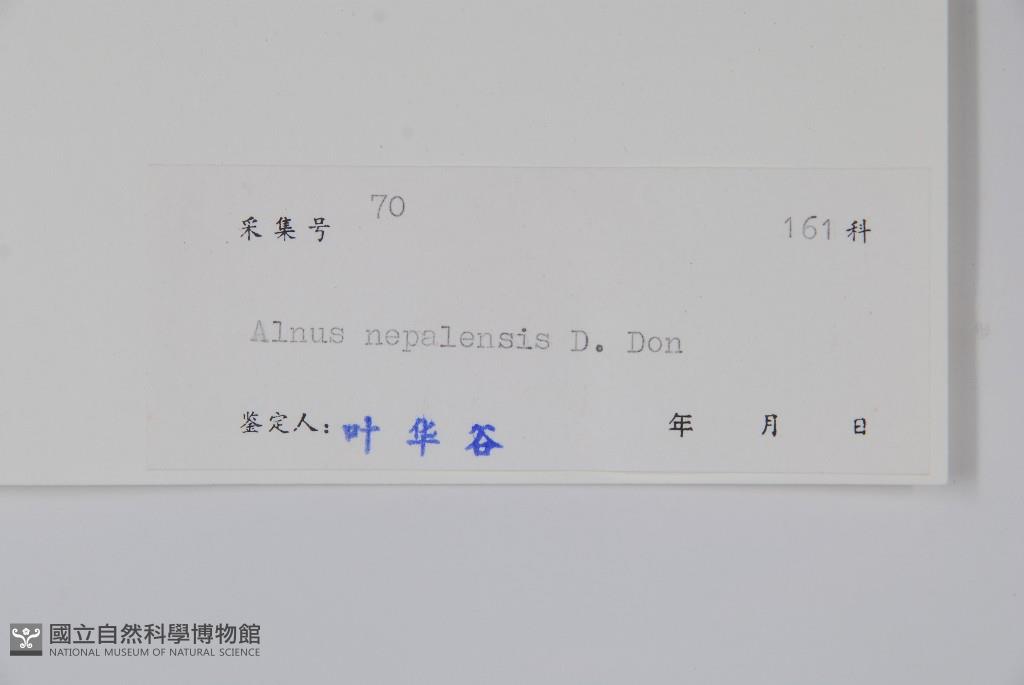 采集号 70 161 科
Alnus nepalensis D. Don
鉴定人: 叶华谷 年 月 日
國立自然科學博物館
NATIONAL MUSEUM OF NATURAL SCIENCE